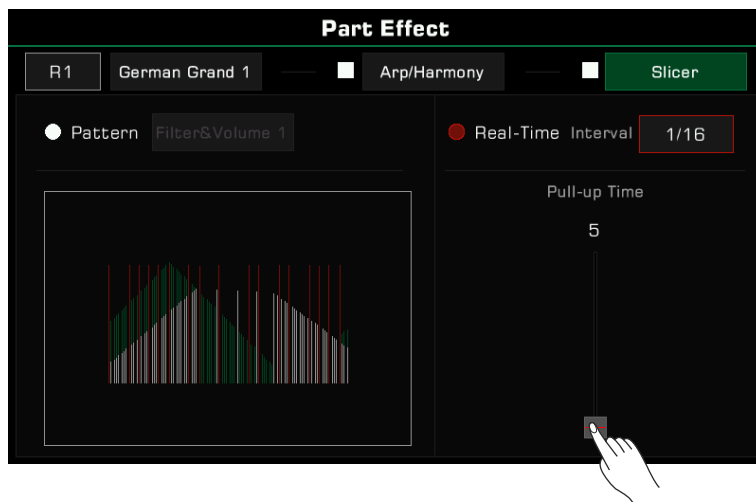 Part Effect
R1 German Grand 1 Arp/Harmony Slicer
Pattern Filter&Volume 1
Real-Time Interval 1/16
Pull-up Time
5